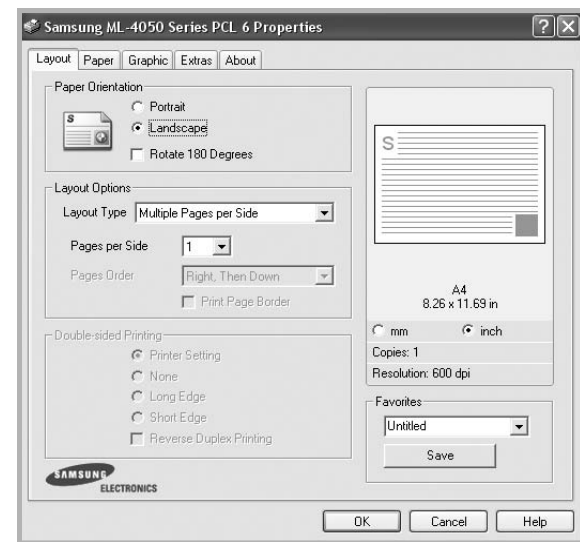 Samsung ML-4050 Series PCL 6 Properties
Layout Paper Graphic Extras About
Paper Orientation
S
Portrait
Landscape
Rotate 180 Degrees
Layout Options
Layout Type Multiple Pages per Side
Pages per Side 1
Pages Order Right, Then Down
Print Page Border
Double-sided Printing
Printer Setting
None
Long Edge
Short Edge
Reverse Duplex Printing
SAMSUNG
ELECTRONICS
S
A4
8.26 x 11.69 in
mm inch
Copies: 1
Resolution: 600 dpi
Favorites
Untitled
Save
OK Cancel Help